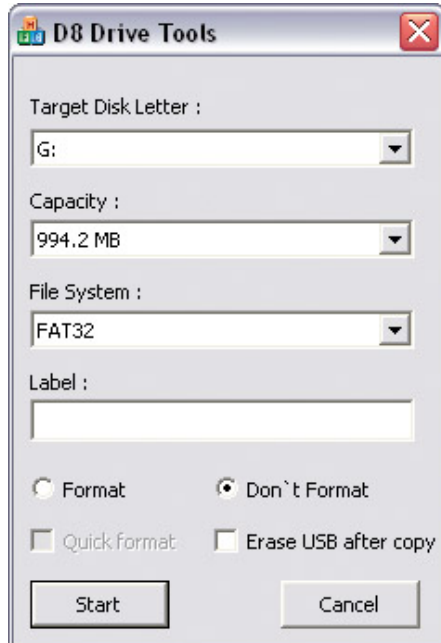 D8 Drive Tools
Target Disk Letter :
G:
Capacity :
994.2 MB
File System :
FAT32
Label :
Format Don`t Format
Quick format Erase USB after copy
Start Cancel